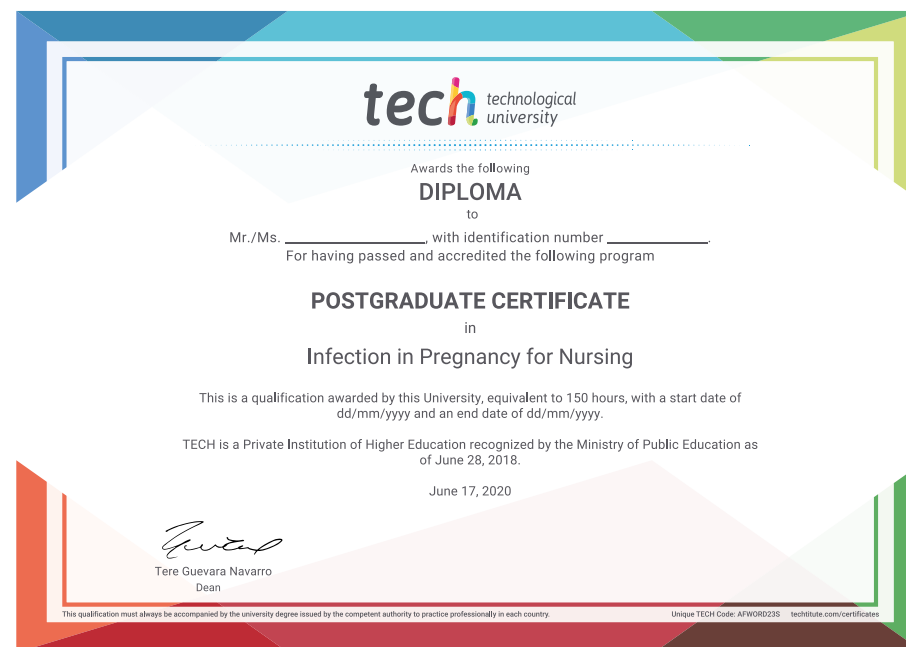 tech technological
university
Awards the following
DIPLOMA
to
Mr./Ms. ________________, with identification number ____________.
For having passed and accredited the following program
POSTGRADUATE CERTIFICATE
in
Infection in Pregnancy for Nursing
This is a qualification awarded by this University, equivalent to 150 hours, with a start date of
dd/mm/yyyy and an end date of dd/mm/yyyy.
TECH is a Private Institution of Higher Education recognized by the Ministry of Public Education as
of June 28, 2018.
June 17, 2020
Tere Guevara Navarro
Dean
This qualification must always be accompanied by the university degree issued by the competent authority to practice professionally in each country. Unique TECH Code: AFWORD23S techtitute.com/certificates